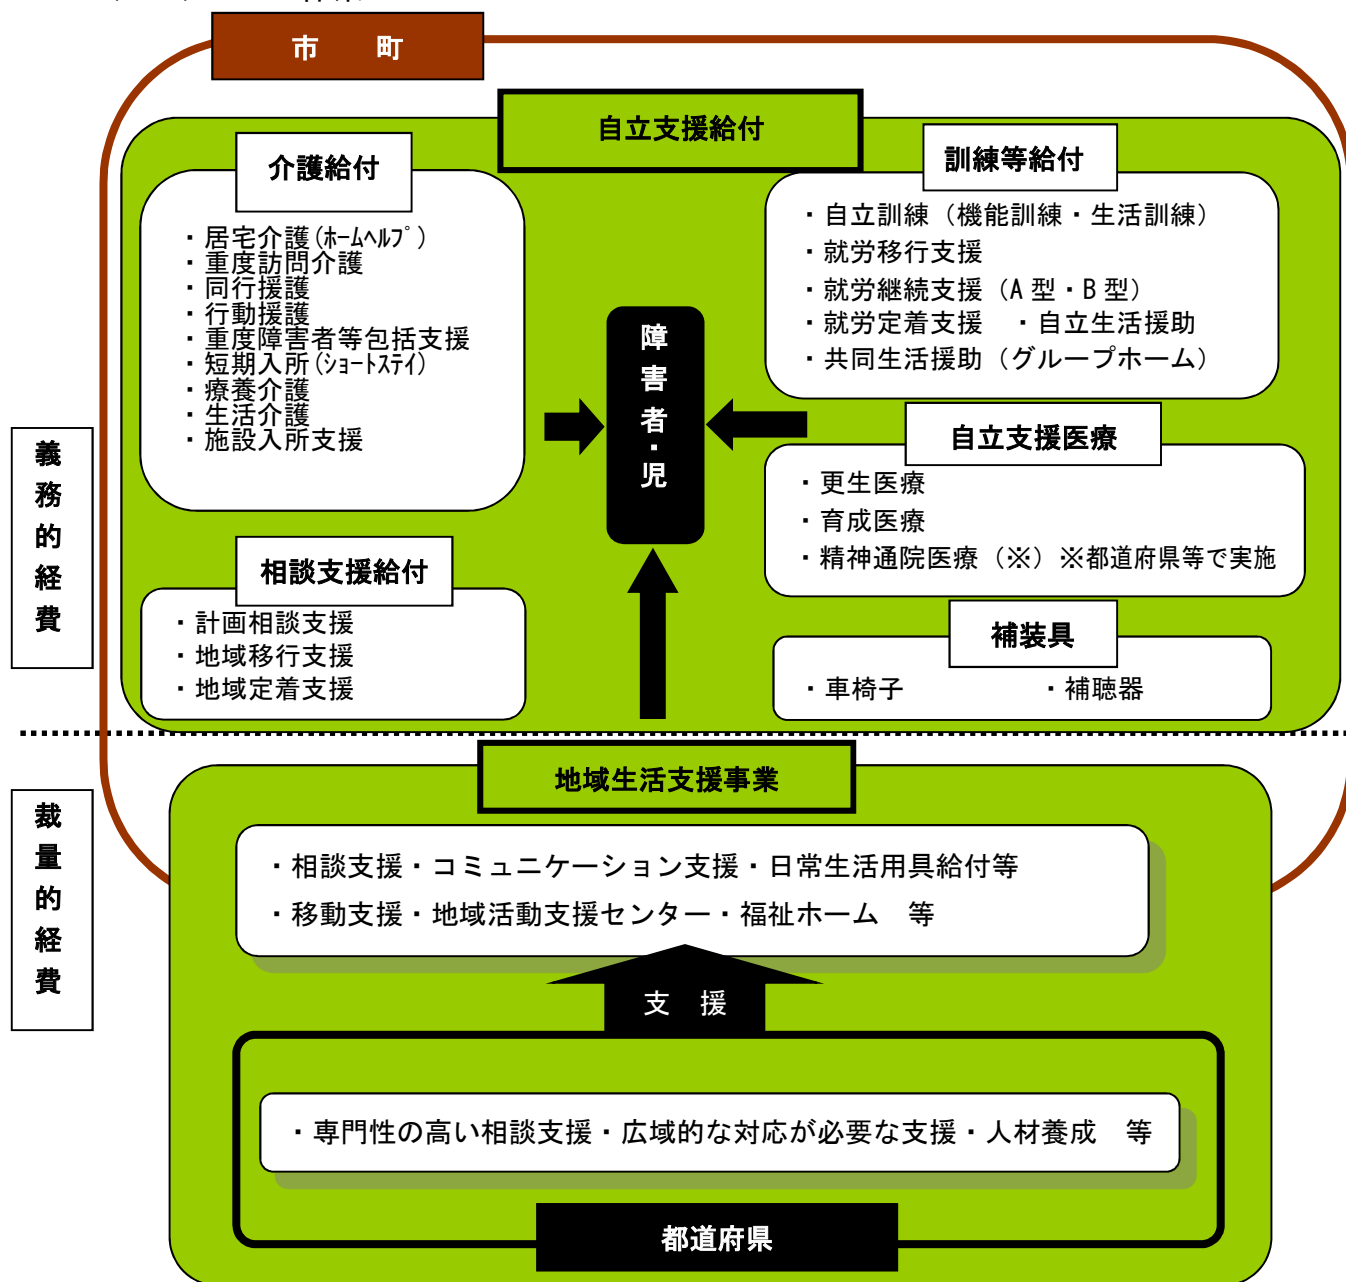 市　町
自立支援給付
介護給付
・居宅介護(ﾎｰﾑﾍﾙﾌﾟ)
・重度訪問介護
・同行援護
・行動援護
・重度障害者等包括支援
・短期入所(ｼｮｰﾄｽﾃｲ)
・療養介護
・生活介護
・施設入所支援
訓練等給付
・自立訓練（機能訓練・生活訓練）
・就労移行支援
・就労継続支援（A型・B型）
・就労定着支援　・自立生活援助
・共同生活援助（グループホーム）
障害者・児
自立支援医療
・更生医療
・育成医療
・精神通院医療（※）※都道府県等で実施
義務的経費
相談支援給付
・計画相談支援
・地域移行支援
・地域定着支援
補装具
・車椅子　・補聴器
地域生活支援事業
裁量的経費
・相談支援・コミュニケーション支援・日常生活用具給付等
・移動支援・地域活動支援センター・福祉ホーム　等
支　援
・専門性の高い相談支援・広域的な対応が必要な支援・人材養成　等
都道府県